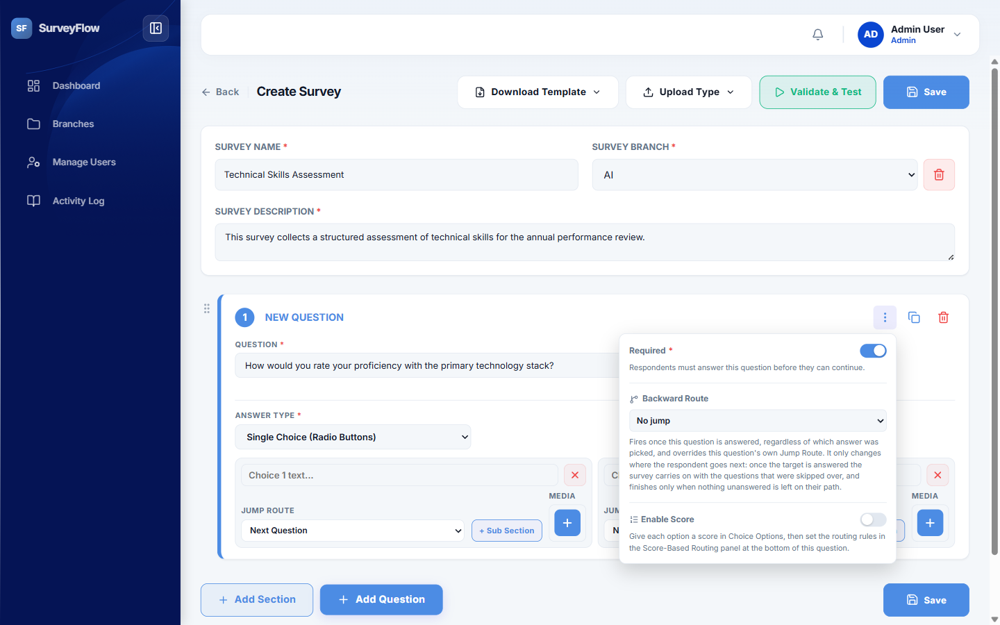 SF SurveyFlow
Dashboard
Branches
Manage Users
Activity Log
AD Admin User
Admin
Back Create Survey
Download Template
Upload Type
Validate & Test
Save
SURVEY NAME *
Technical Skills Assessment
SURVEY BRANCH *
AI
SURVEY DESCRIPTION *
This survey collects a structured assessment of technical skills for the annual performance review.
1 NEW QUESTION
QUESTION *
How would you rate your proficiency with the primary technology stack?
ANSWER TYPE *
Single Choice (Radio Buttons)
Choice 1 text...
MEDIA
JUMP ROUTE
Next Question
+ Sub Section
Required *
Respondents must answer this question before they can continue.
Backward Route
No jump
Fires once this question is answered, regardless of which answer was
picked, and overrides this question's own Jump Route. It only changes
where the respondent goes next: once the target is answered the
survey carries on with the questions that were skipped over, and
finishes only when nothing unanswered is left on their path.
Enable Score
Give each option a score in Choice Options, then set the routing rules in
the Score-Based Routing panel at the bottom of this question.
MEDIA
+ Add Section
+ Add Question
Save